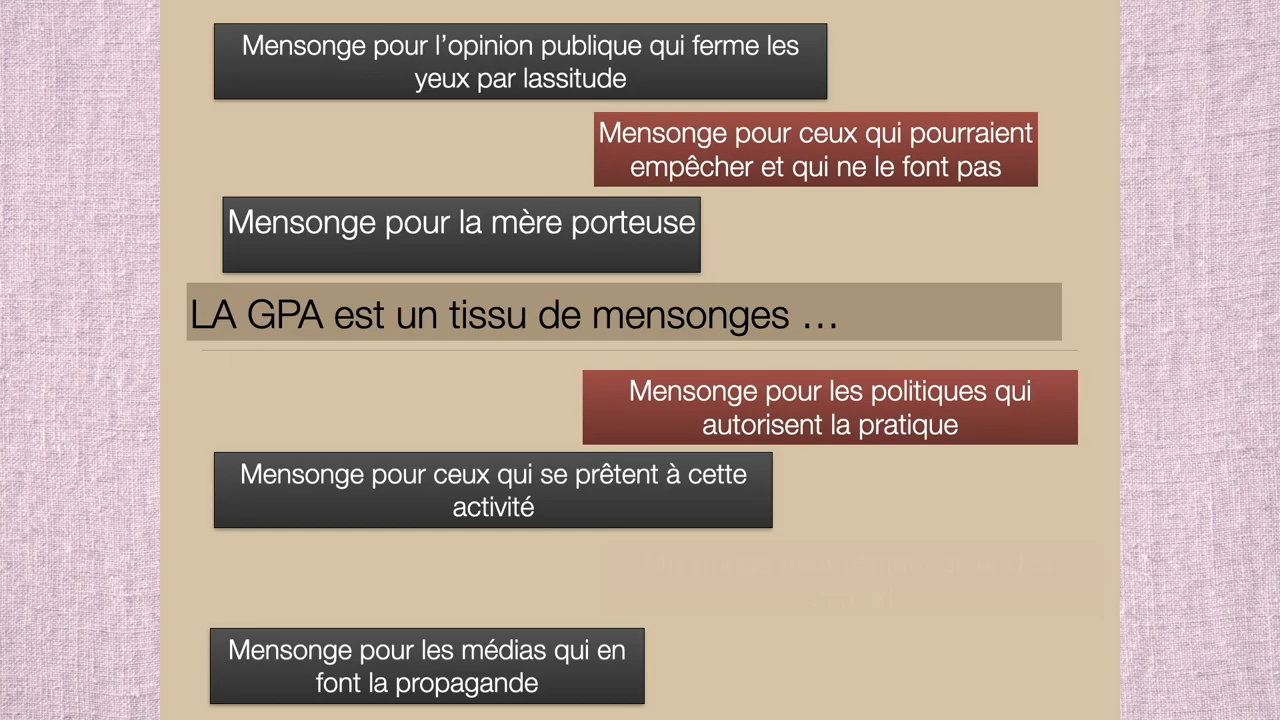 Mensonge pour l’opinion publique qui ferme les
yeux par lassitude
Mensonge pour ceux qui pourraient
empêcher et qui ne le font pas
Mensonge pour la mère porteuse
LA GPA est un tissu de mensonges …
Mensonge pour les politiques qui
autorisent la pratique
Mensonge pour ceux qui se prêtent à cette
activité
Mensonge pour les médias qui en
font la propagande